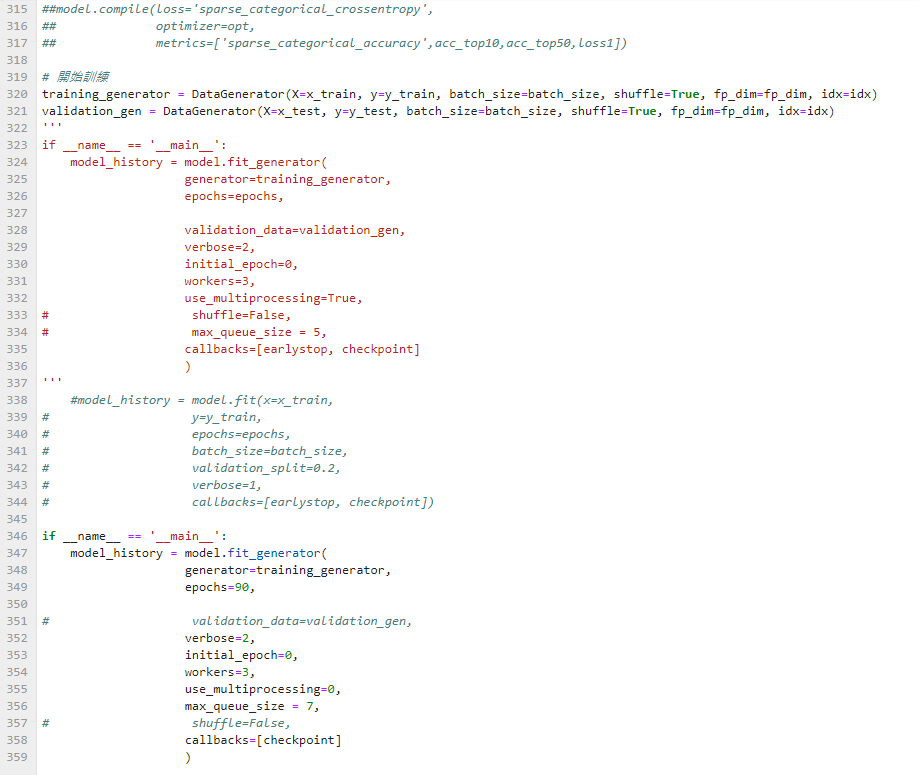 315 ##model.compile(loss='sparse_categorical_crossentropy',
316 ##              optimizer=opt,
317 ##              metrics=['sparse_categorical_accuracy',acc_top10,acc_top50,loss1])
318
319 # 開始訓練
320 training_generator = DataGenerator(X=x_train, y=y_train, batch_size=batch_size, shuffle=True, fp_dim=fp_dim, idx=idx)
321 validation_gen = DataGenerator(X=x_test, y=y_test, batch_size=batch_size, shuffle=True, fp_dim=fp_dim, idx=idx)
322 '''
323 if __name__ == '__main__':
324     model_history = model.fit_generator(
325                     generator=training_generator,
326                     epochs=epochs,
327
328                     validation_data=validation_gen,
329                     verbose=2,
330                     initial_epoch=0,
331                     workers=3,
332                     use_multiprocessing=True,
333 #                    shuffle=False,
334 #                    max_queue_size = 5,
335                     callbacks=[earlystop, checkpoint]
336                     )
337 '''
338     #model_history = model.fit(x=x_train,
339 #                    y=y_train,
340 #                    epochs=epochs,
341 #                    batch_size=batch_size,
342 #                    validation_split=0.2,
343 #                    verbose=1,
344 #                    callbacks=[earlystop, checkpoint])
345
346 if __name__ == '__main__':
347     model_history = model.fit_generator(
348                     generator=training_generator,
349                     epochs=90,
350
351 #                    validation_data=validation_gen,
352                     verbose=2,
353                     initial_epoch=0,
354                     workers=3,
355                     use_multiprocessing=0,
356                     max_queue_size = 7,
357 #                    shuffle=False,
358                     callbacks=[checkpoint]
359                     )